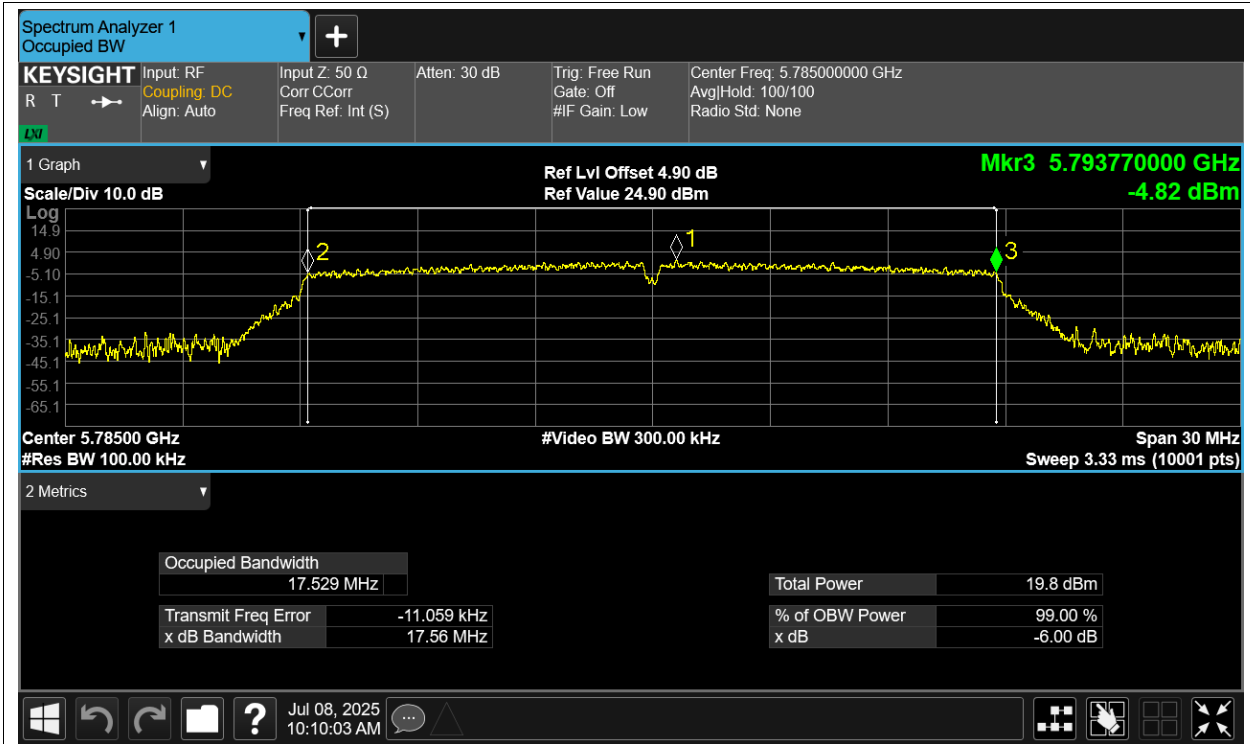 Spectrum Analyzer 1
Occupied BW
KEYSIGHT
R T
LXI
Input: RF
Coupling: DC
Align: Auto
Input Z: 50 Ω
Corr CCorr
Freq Ref: Int (S)
Atten: 30 dB
Trig: Free Run
Gate: Off
#IF Gain: Low
Center Freq: 5.785000000 GHz
Avg|Hold: 100/100
Radio Std: None
1 Graph
Scale/Div 10.0 dB
Ref Lvl Offset 4.90 dB
Ref Value 24.90 dBm
Mkr3 5.793770000 GHz
-4.82 dBm
Log
14.9
4.90
-5.10
-15.1
-25.1
-35.1
-45.1
-55.1
-65.1
2
1
3
Center 5.78500 GHz
#Res BW 100.00 kHz
#Video BW 300.00 kHz
Span 30 MHz
Sweep 3.33 ms (10001 pts)
2 Metrics
Occupied Bandwidth
17.529 MHz
Transmit Freq Error -11.059 kHz
x dB Bandwidth 17.56 MHz
Total Power 19.8 dBm
% of OBW Power 99.00 %
x dB -6.00 dB
?
Jul 08, 2025
10:10:03 AM